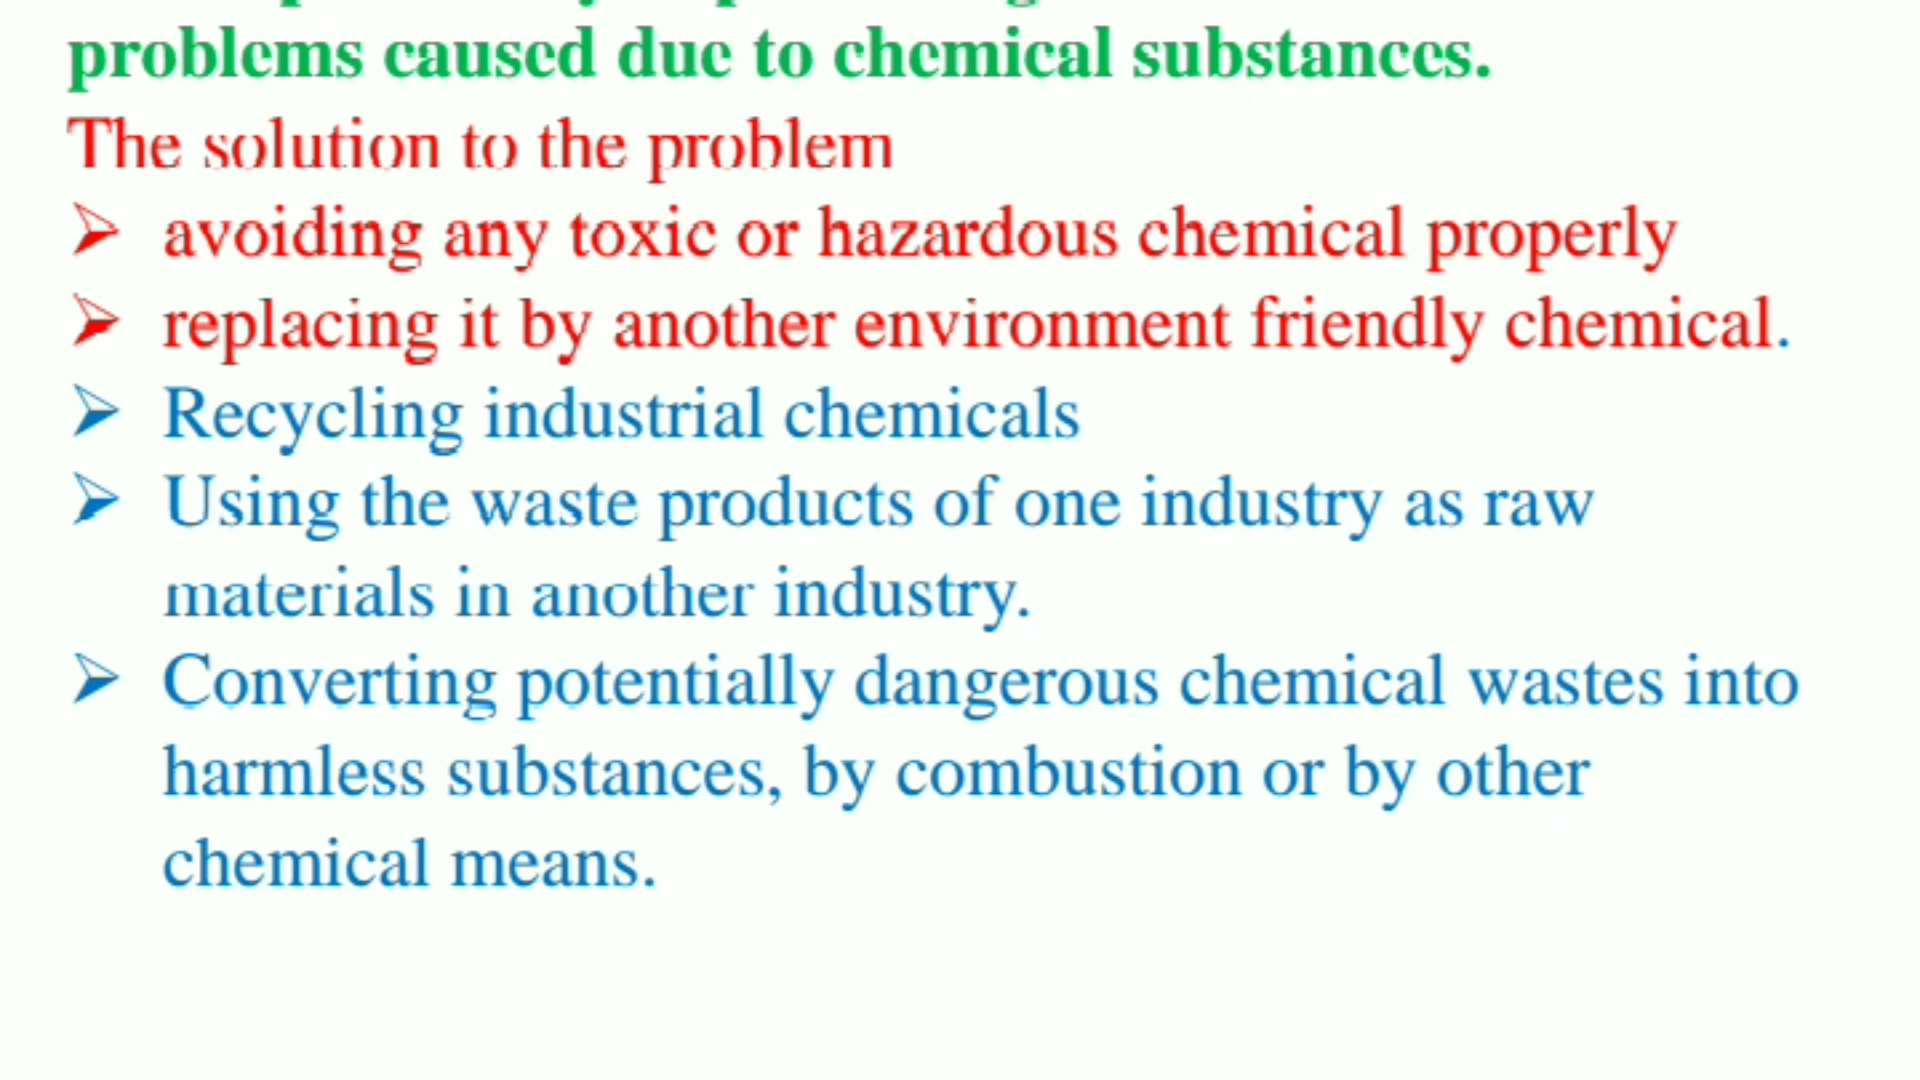 problems caused due to chemical substances.
The solution to the problem
➢ avoiding any toxic or hazardous chemical properly
➢ replacing it by another environment friendly chemical.
➢ Recycling industrial chemicals
➢ Using the waste products of one industry as raw
materials in another industry.
➢ Converting potentially dangerous chemical wastes into
harmless substances, by combustion or by other
chemical means.